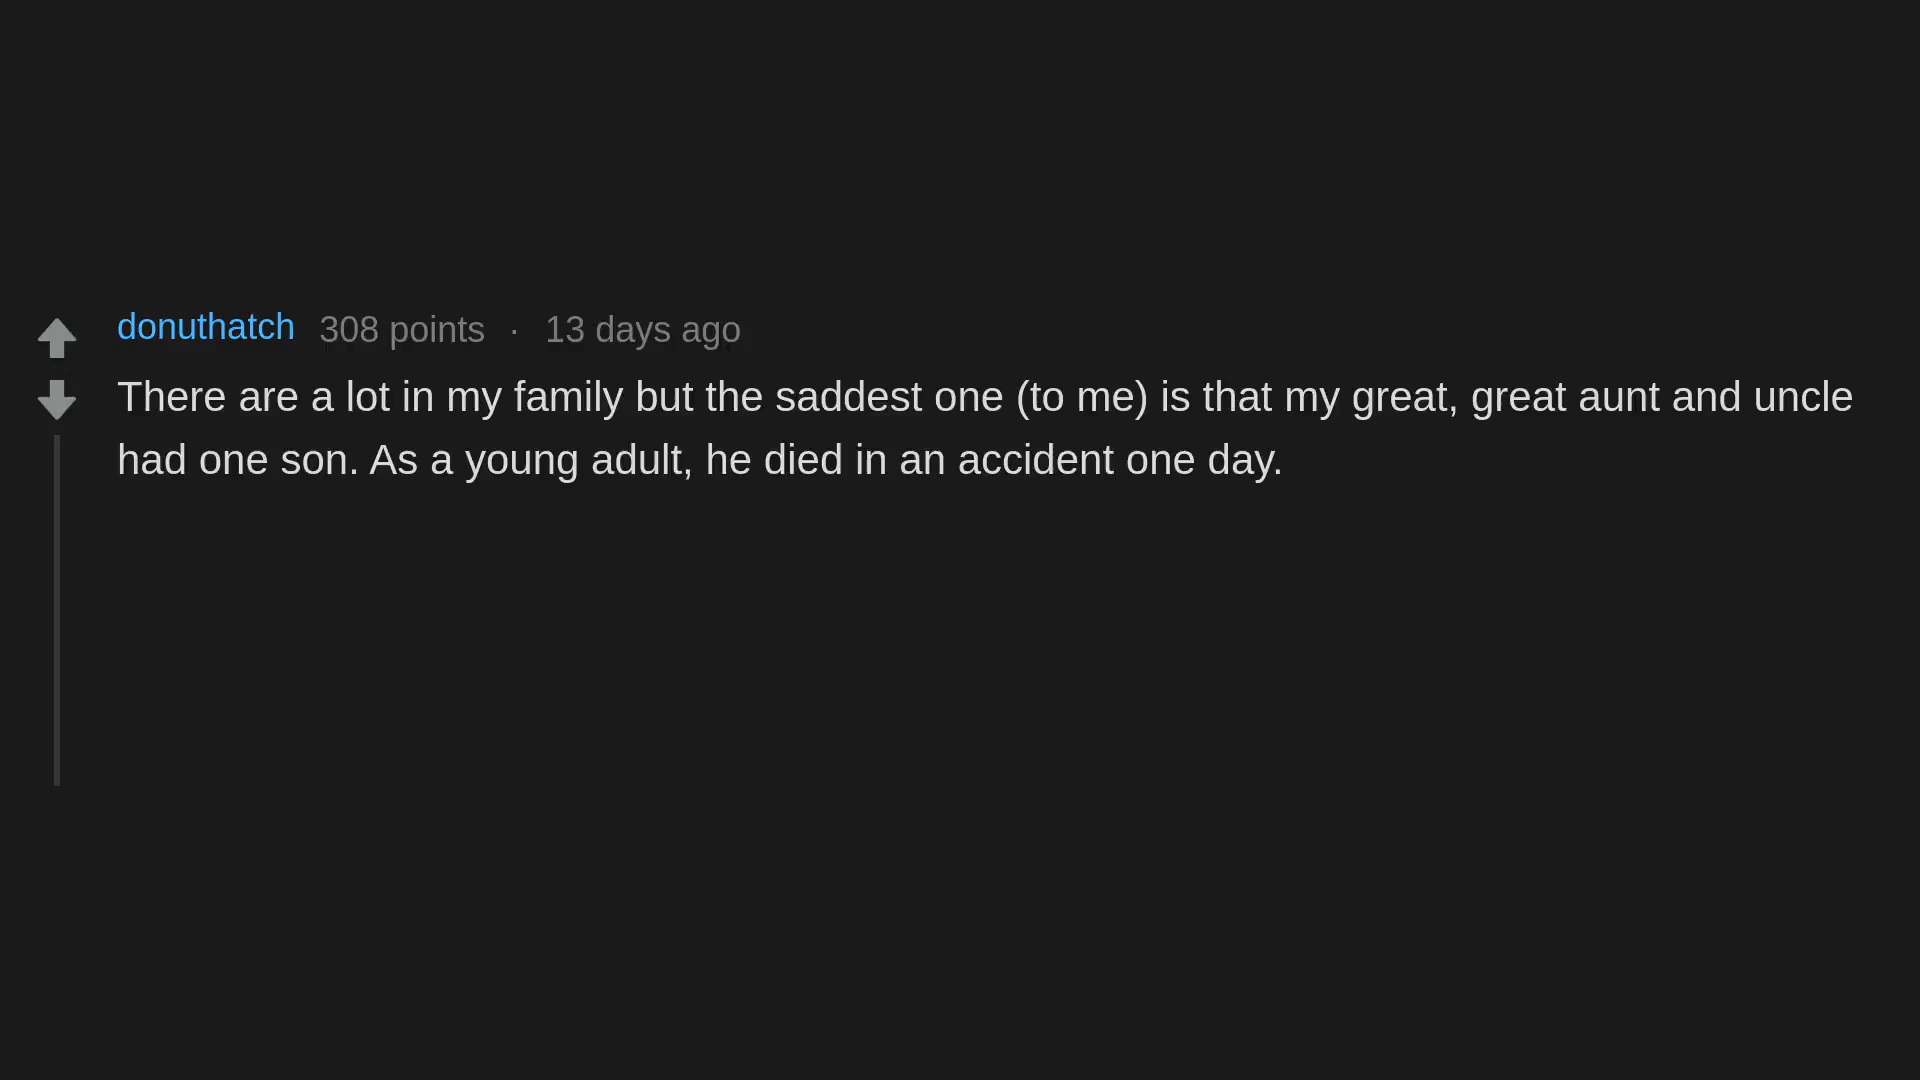 donuthatch 308 points · 13 days ago
There are a lot in my family but the saddest one (to me) is that my great, great aunt and uncle
had one son. As a young adult, he died in an accident one day.